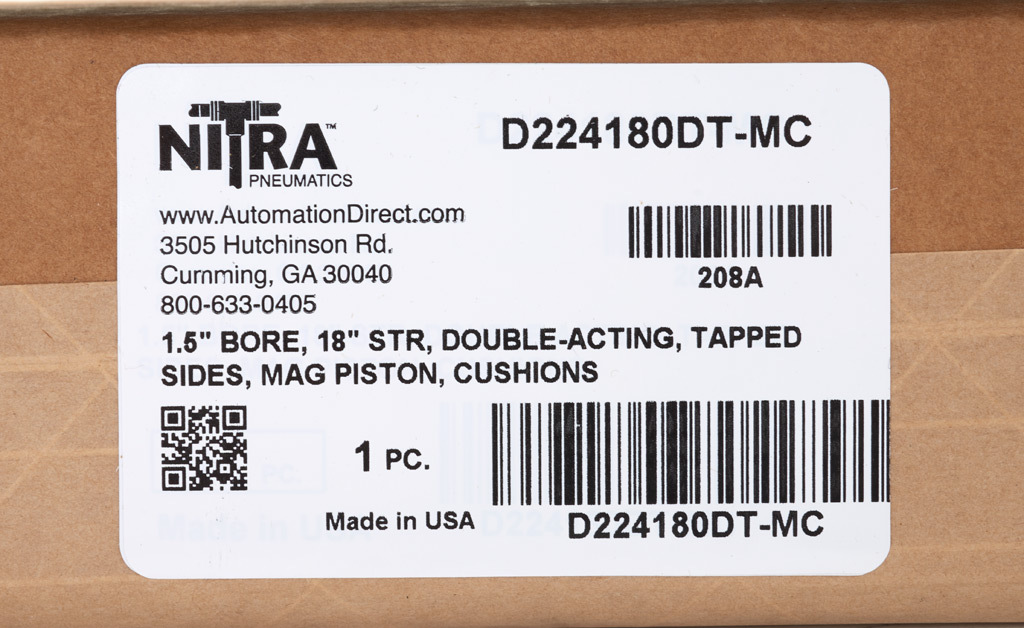 NITRA™
PNEUMATICS
D224180DT-MC
www.AutomationDirect.com
3505 Hutchinson Rd.
Cumming, GA 30040
800-633-0405
208A
1.5" BORE, 18" STR, DOUBLE-ACTING, TAPPED
SIDES, MAG PISTON, CUSHIONS
1 PC.
Made in USA
D224180DT-MC